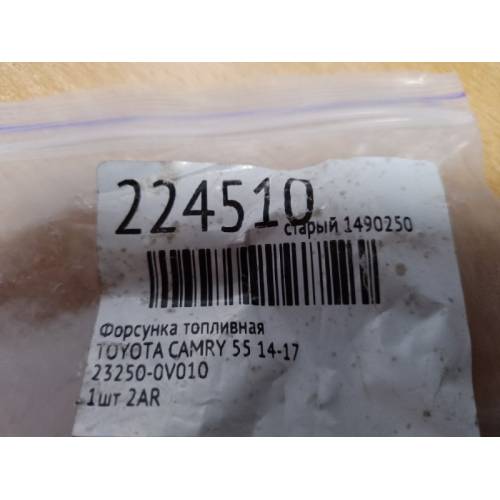 224510
старый 1490250
Форсунка топливная
TOYOTA CAMRY 55 14-17
23250-0V010
1шт 2AR